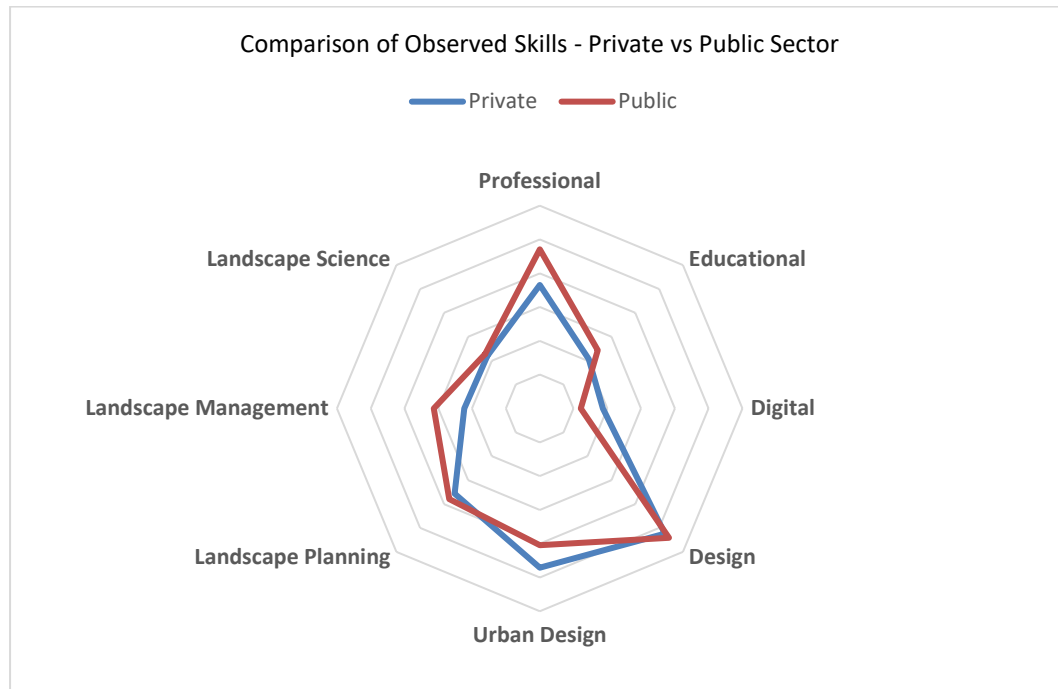 Comparison of Observed Skills - Private vs Public Sector
Private Public
Professional
Landscape Science Educational
Landscape Management Digital
Landscape Planning Design
Urban Design